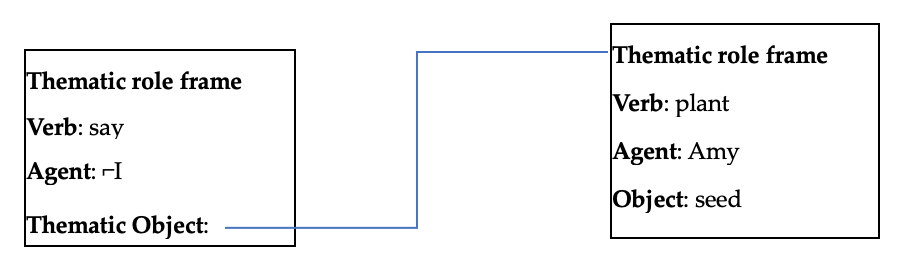 Thematic role frame
Verb: say
Agent: ⌐I
Thematic Object:
Thematic role frame
Verb: plant
Agent: Amy
Object: seed